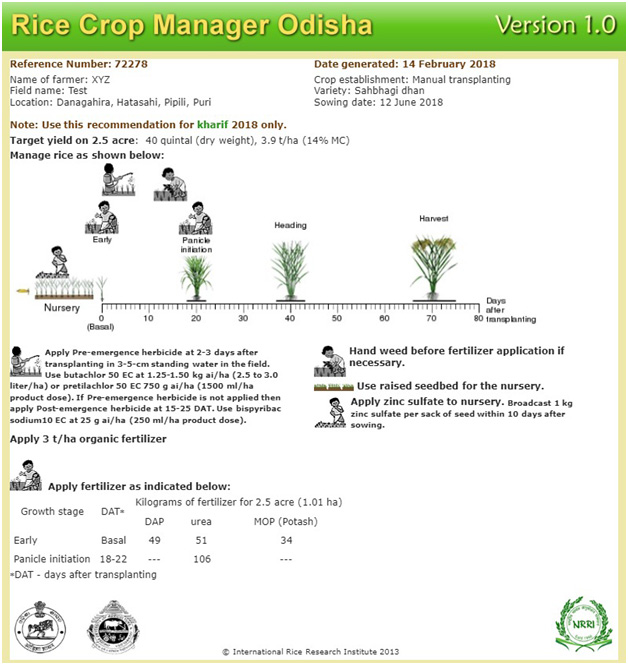 Rice Crop Manager Odisha
Version 1.0
Reference Number: 72278
Date generated: 14 February 2018
Name of farmer: XYZ
Crop establishment: Manual transplanting
Field name: Test
Variety: Sahbhagi dhan
Location: Danagahira, Hatasahi, Pipili, Puri
Sowing date: 12 June 2018
Note: Use this recommendation for kharif 2018 only.
Target yield on 2.5 acre: 40 quintal (dry weight), 3.9 t/ha (14% MC)
Manage rice as shown below:
Early
Panicle
initiation
Heading
Harvest
Nursery
0 10 20 30 40 50 60 70 80
(Basal)
Days
after
transplanting
Apply Pre-emergence herbicide at 2-3 days after
transplanting in 3-5-cm standing water in the field.
Use butachlor 50 EC at 1.25-1.50 kg ai/ha (2.5 to 3.0
liter/ha) or pretilachlor 50 EC 750 g ai/ha (1500 ml/ha
product dose). If Pre-emergence herbicide is not applied then
apply Post-emergence herbicide at 15-25 DAT. Use bispyribac
sodium10 EC at 25 g ai/ha (250 ml/ha product dose).
Hand weed before fertilizer application if
necessary.
Use raised seedbed for the nursery.
Apply zinc sulfate to nursery. Broadcast 1 kg
zinc sulfate per sack of seed within 10 days after
sowing.
Apply 3 t/ha organic fertilizer
Apply fertilizer as indicated below:
Growth stage DAT* Kilograms of fertilizer for 2.5 acre (1.01 ha)
DAP urea MOP (Potash)
Early Basal 49 51 34
Panicle initiation 18-22 --- 106 ---
*DAT - days after transplanting
NRRI
© International Rice Research Institute 2013